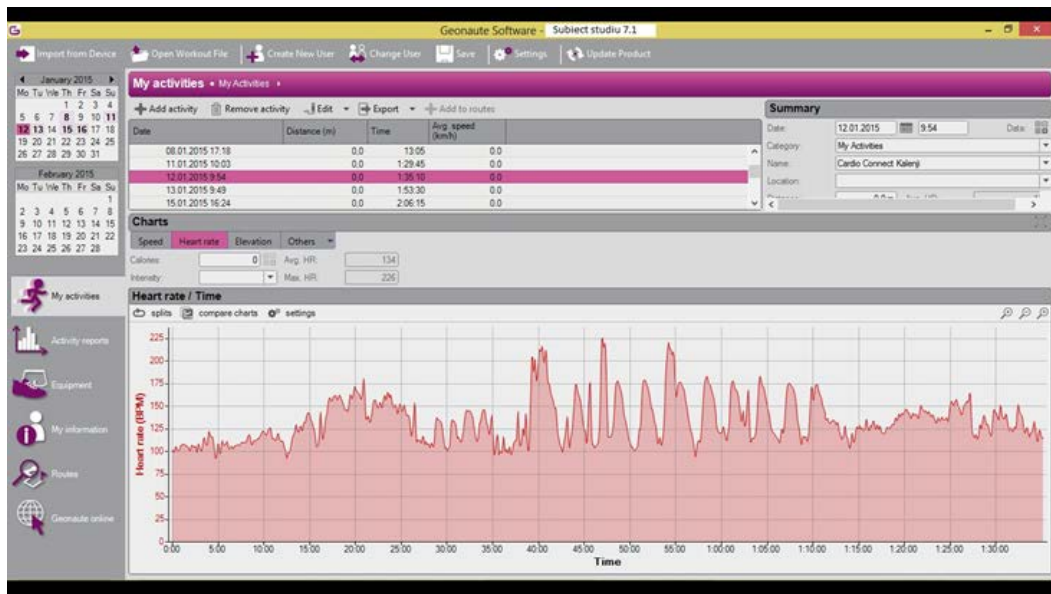 G Geonaute Software - Subiect studiu 7.1
Import from Device Open Workout File Create New User Change User Save Settings Update Product
January 2015
Mo Tu We Th Fr Sa Su
1 2 3 4
5 6 7 8 9 10 11
12 13 14 15 16 17 18
19 20 21 22 23 24 25
26 27 28 29 30 31
February 2015
Mo Tu We Th Fr Sa Su
1
2 3 4 5 6 7 8
9 10 11 12 13 14 15
16 17 18 19 20 21 22
23 24 25 26 27 28
My activities
Activity reports
Equipment
My information
Routes
Geonaute online
My activities • My Activities
Add activity Remove activity Edit Export Add to routes
Date Distance (m) Time Avg. speed (km/h)
08.01.2015 17:18 0,0 13:05 0.0
11.01.2015 10:03 0,0 1:29:45 0.0
12.01.2015 9:54 0,0 1:35:10 0.0
13.01.2015 9:49 0,0 1:53:30 0.0
15.01.2015 16:24 0,0 2:06:15 0.0
Summary
Date: 12.01.2015 9:54 Data:
Category: My Activities
Name: Cardio Connect Kalenji
Location:
Charts
Speed Heart rate Elevation Others
Calories: 0 Avg. HR: 134
Intensity: Max. HR: 226
Heart rate / Time
splits compare charts settings
Heart rate (BPM)
225
200
175
150
125
100
75
50
25
0
0:00 5:00 10:00 15:00 20:00 25:00 30:00 35:00 40:00 45:00 50:00 55:00 1:00:00 1:05:00 1:10:00 1:15:00 1:20:00 1:25:00 1:30:00
Time